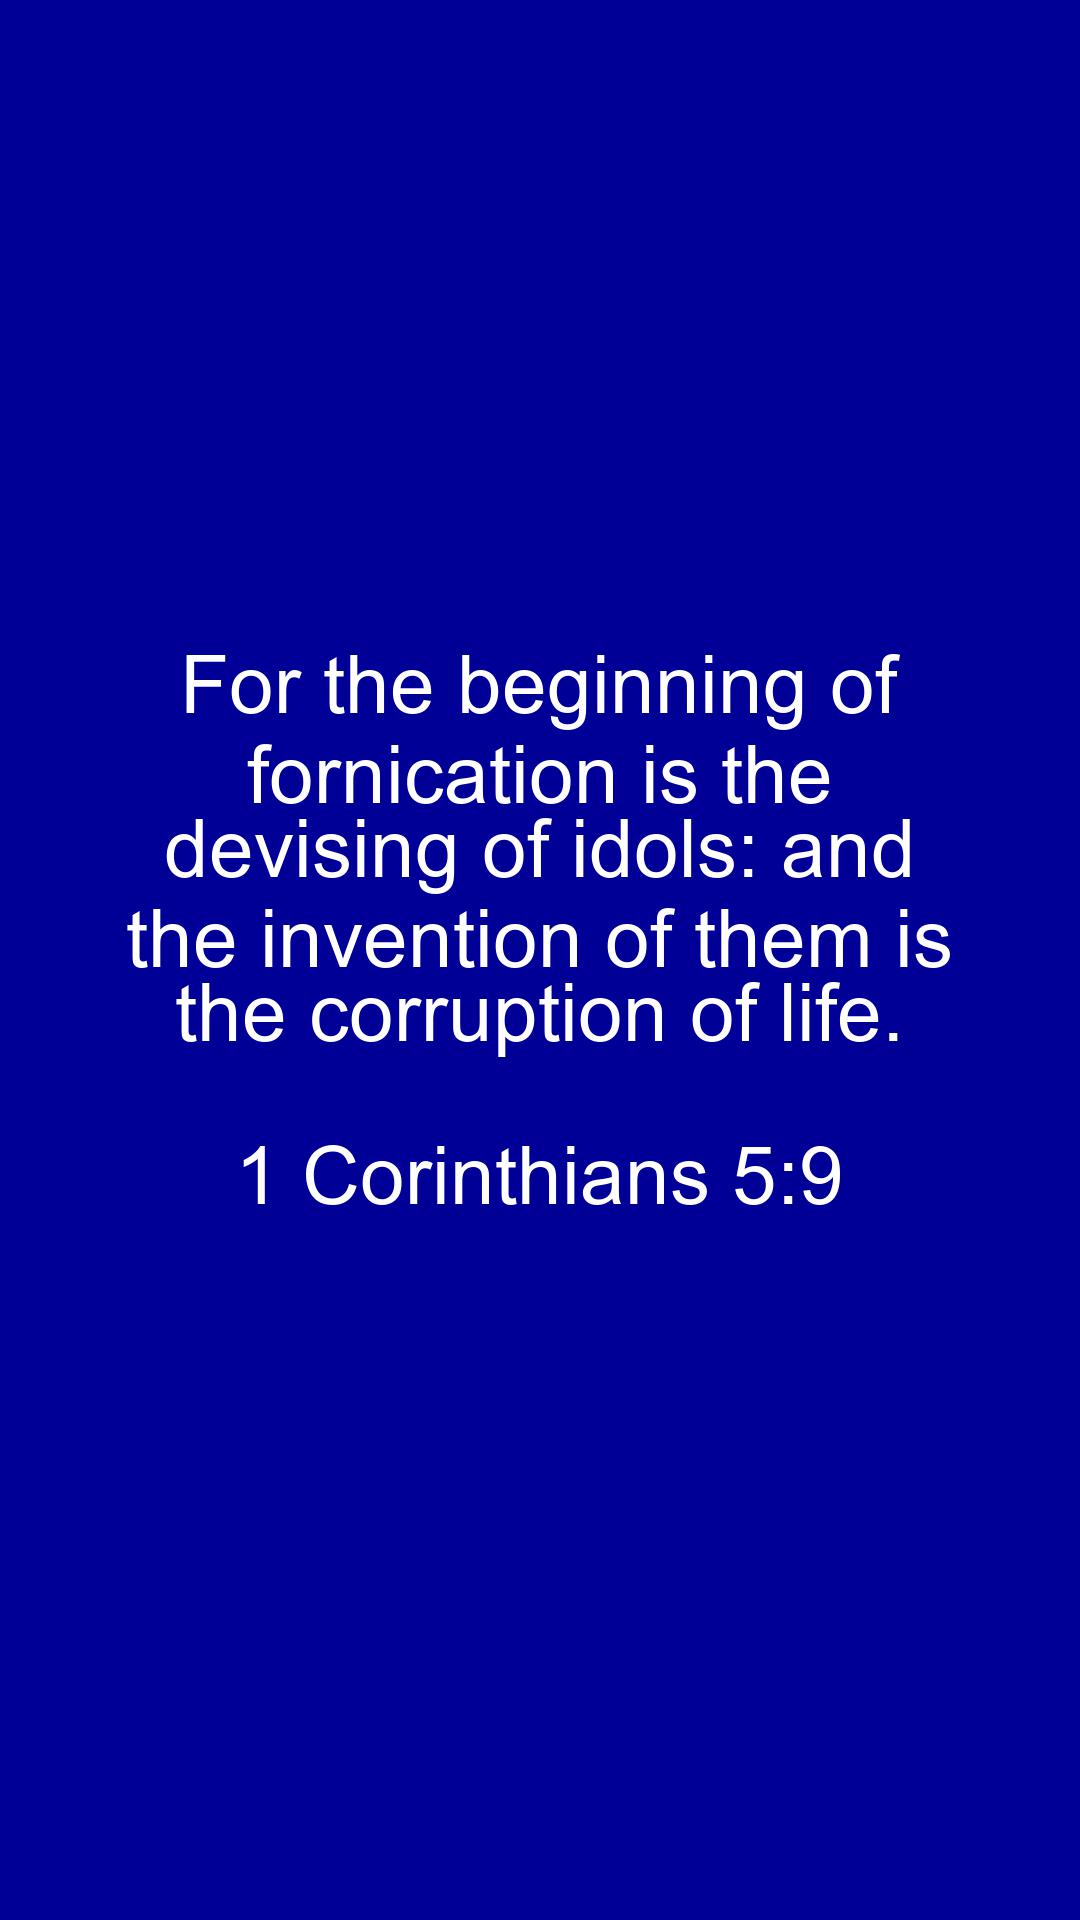 For the beginning of
fornication is the
devising of idols: and
the invention of them is
the corruption of life.
1 Corinthians 5:9